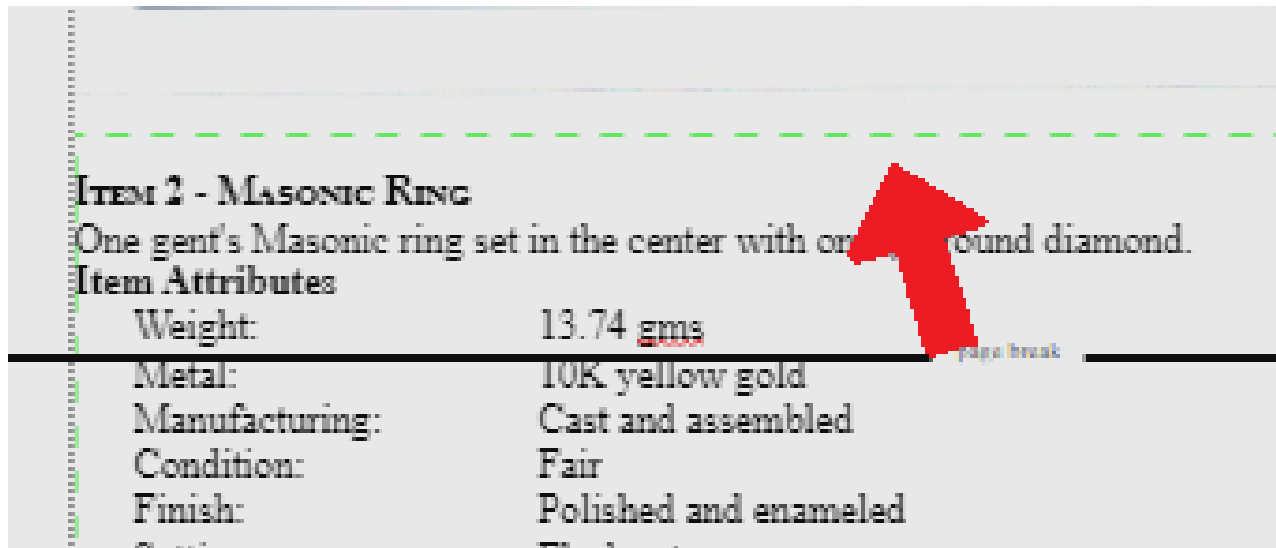 ITEM 2 - MASONIC RING
One gent's Masonic ring set in the center with round diamond.
Item Attributes
Weight: 13.74 gms
page break
Metal: 10K yellow gold
Manufacturing: Cast and assembled
Condition: Fair
Finish: Polished and enameled